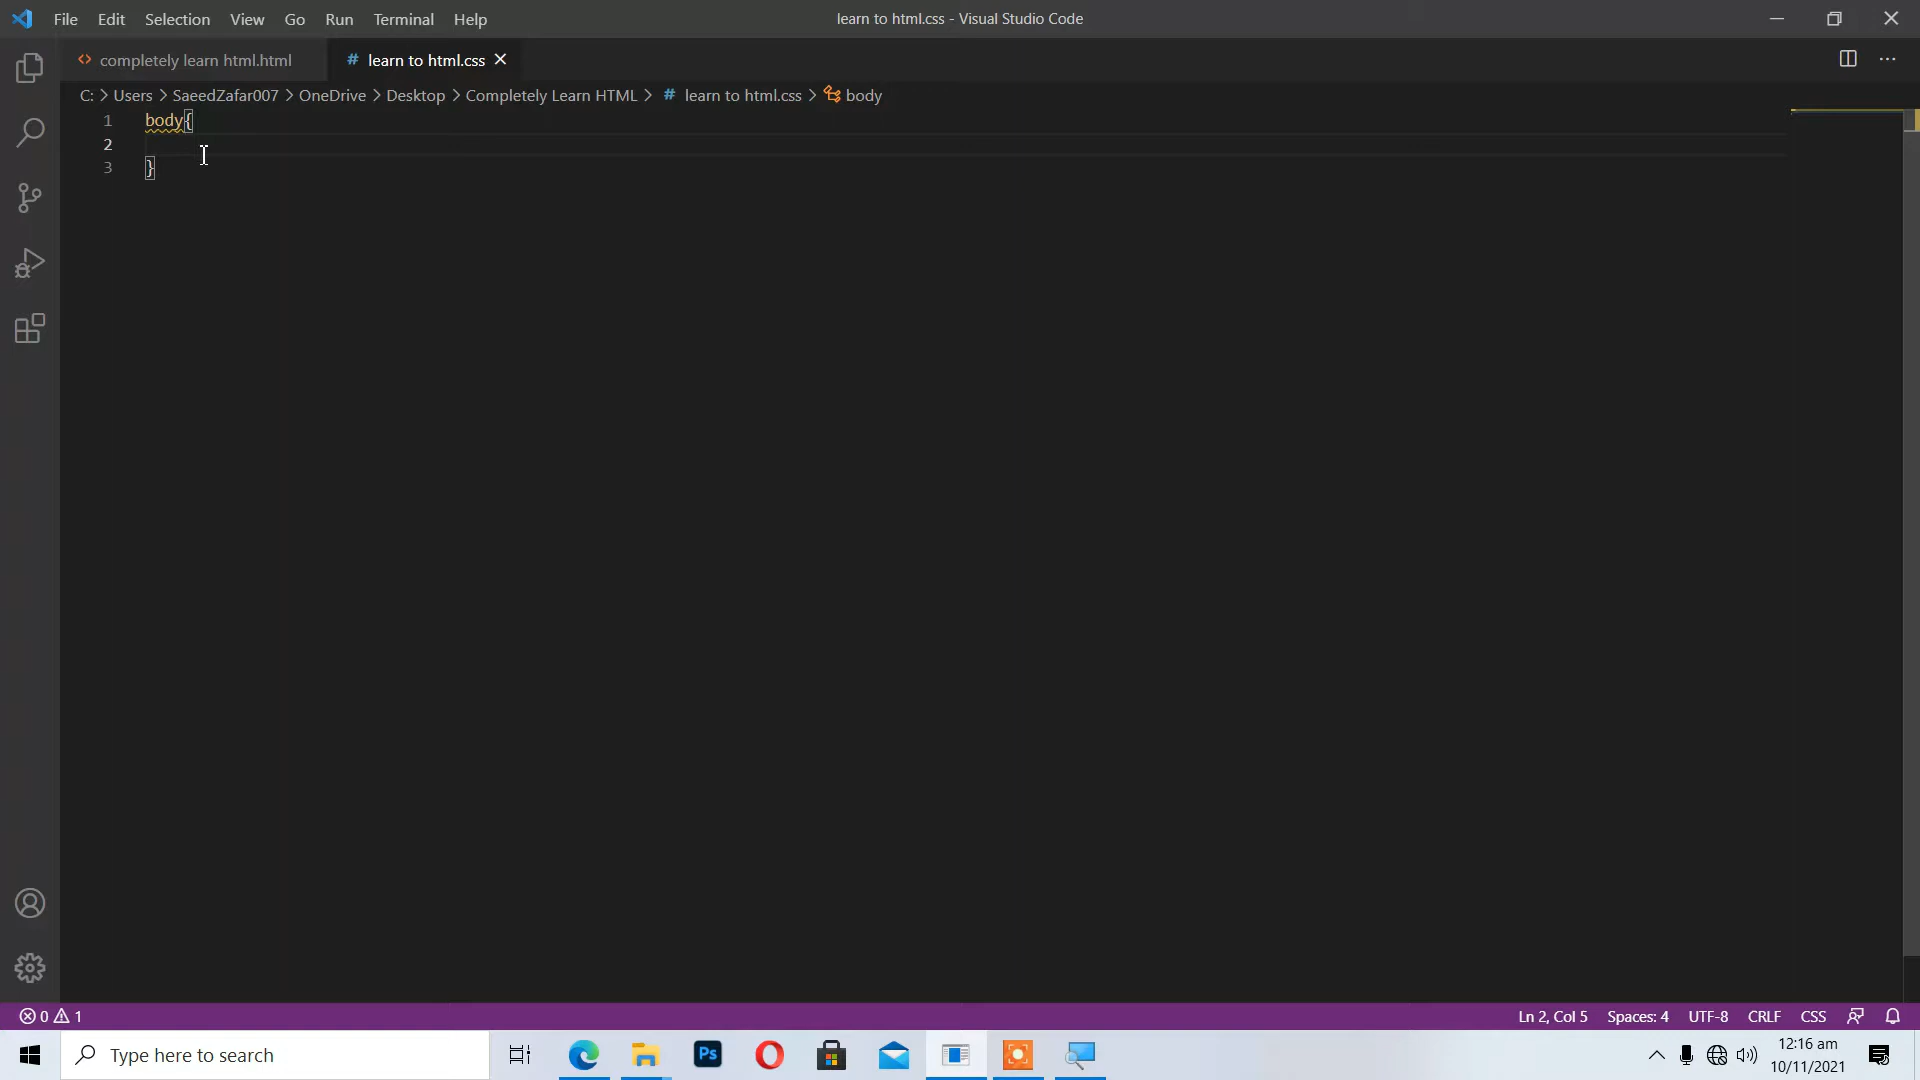 File Edit Selection View Go Run Terminal Help
learn to html.css - Visual Studio Code
completely learn html.html
# learn to html.css
C: > Users > SaeedZafar007 > OneDrive > Desktop > Completely Learn HTML > # learn to html.css > body
1 body{
2
3 }
0 1
Ln 2, Col 5 Spaces: 4 UTF-8 CRLF CSS
Type here to search
Ps
12:16 am
10/11/2021